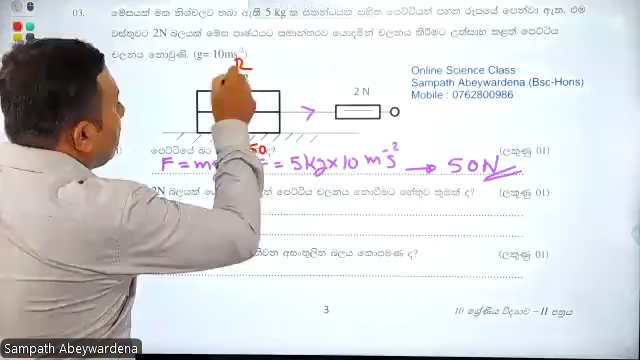 03. මේසයක් මත නිශ්චලව තබා ඇති 5 kg ක ස්කන්ධයක් සහිත පෙට්ටියක් පහත රූපයේ පෙන්වා ඇත. එම
වස්තුවට 2N බලයක් මේස පෘෂ්ඨයට සමාන්තරව යොදමින් චලනය කිරීමට උත්සාහ කළත් පෙට්ටිය
චලනය නොවුණි. (g= 10ms⁻²)
R
2 N
Online Science Class
Sampath Abeywardena (Bsc-Hons)
Mobile : 0762800986
පෙට්ටියේ බර 50 ද?
(ලකුණු 01)
F = m F = 5kg×10 ms⁻² → 50N
2N බලයක් පෙට්ටිය චලනය නොවීමට හේතුව කුමක් ද?
(ලකුණු 01)
අසංතුලිත බලය කොපමණ ද?
(ලකුණු 01)
3
10 ශ්‍රේණිය විද්‍යාව – II පත්‍රය
Sampath Abeywardena